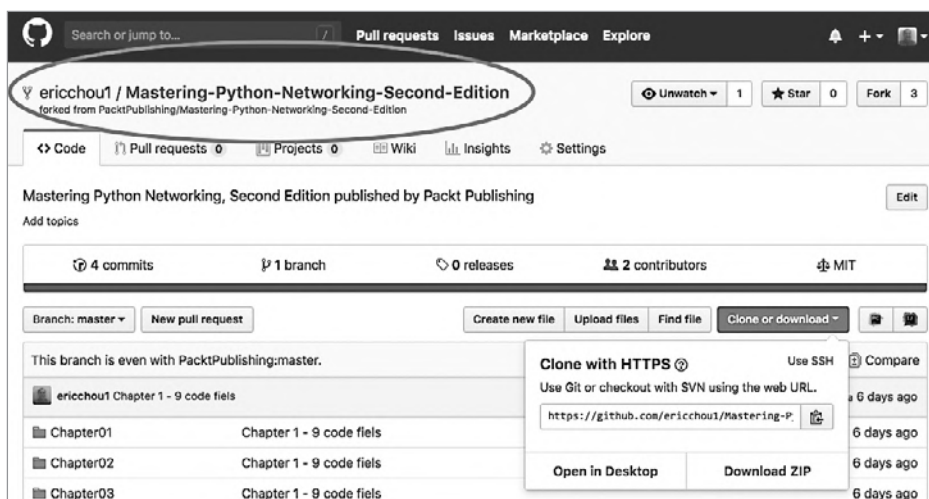 Search or jump to... /
Pull requests Issues Marketplace Explore
ericchou1 / Mastering-Python-Networking-Second-Edition
forked from PacktPublishing/Mastering-Python-Networking-Second-Edition
Unwatch 1 Star 0 Fork 3
Code Pull requests 0 Projects 0 Wiki Insights Settings
Mastering Python Networking, Second Edition published by Packt Publishing
Edit
Add topics
4 commits 1 branch 0 releases 2 contributors MIT
Branch: master New pull request Create new file Upload files Find file Clone or download
This branch is even with PacktPublishing:master.
Compare
ericchou1 Chapter 1 - 9 code fiels
6 days ago
Chapter01 Chapter 1 - 9 code fiels 6 days ago
Chapter02 Chapter 1 - 9 code fiels 6 days ago
Chapter03 Chapter 1 - 9 code fiels 6 days ago
Clone with HTTPS ? Use SSH
Use Git or checkout with SVN using the web URL.
https://github.com/ericchou1/Mastering-P
Open in Desktop Download ZIP